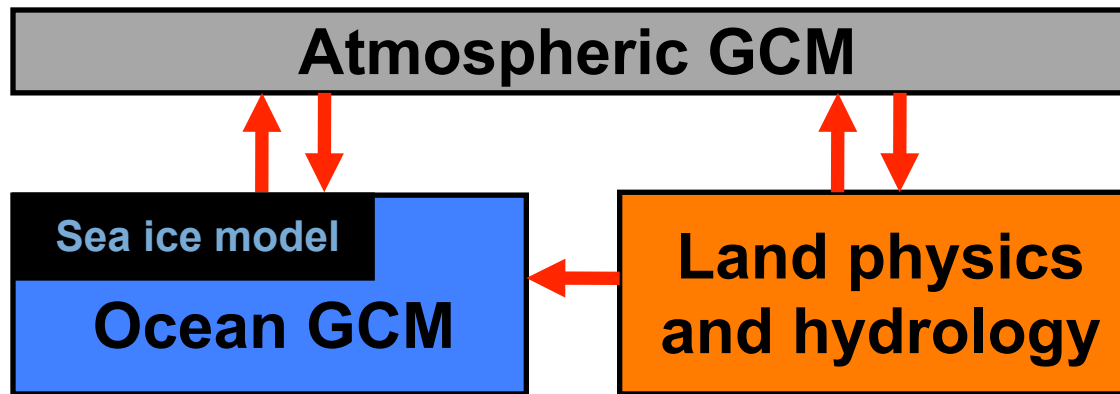 Atmospheric GCM
Sea ice model
Ocean GCM
Land physics
and hydrology